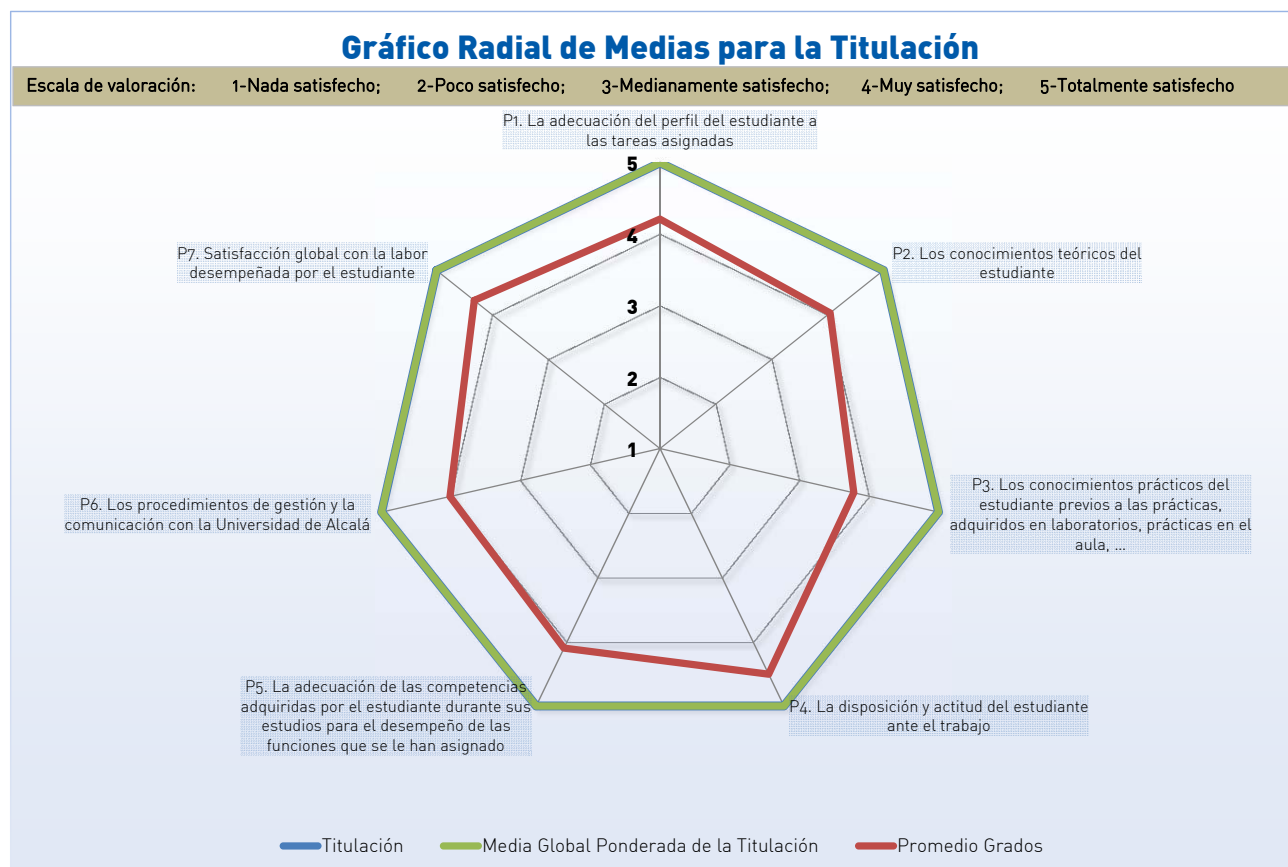 Gráfico Radial de Medias para la Titulación
Escala de valoración: 1-Nada satisfecho; 2-Poco satisfecho; 3-Medianamente satisfecho; 4-Muy satisfecho; 5-Totalmente satisfecho
P1. La adecuación del perfil del estudiante a
las tareas asignadas
5
4
3
2
1
P7. Satisfacción global con la labor
desempeñada por el estudiante
P2. Los conocimientos teóricos del
estudiante
P6. Los procedimientos de gestión y la
comunicación con la Universidad de Alcalá
P3. Los conocimientos prácticos del
estudiante previos a las prácticas,
adquiridos en laboratorios, prácticas en el
aula, ...
P5. La adecuación de las competencias
adquiridas por el estudiante durante sus
estudios para el desempeño de las
funciones que se le han asignado
P4. La disposición y actitud del estudiante
ante el trabajo
Titulación
Media Global Ponderada de la Titulación
Promedio Grados